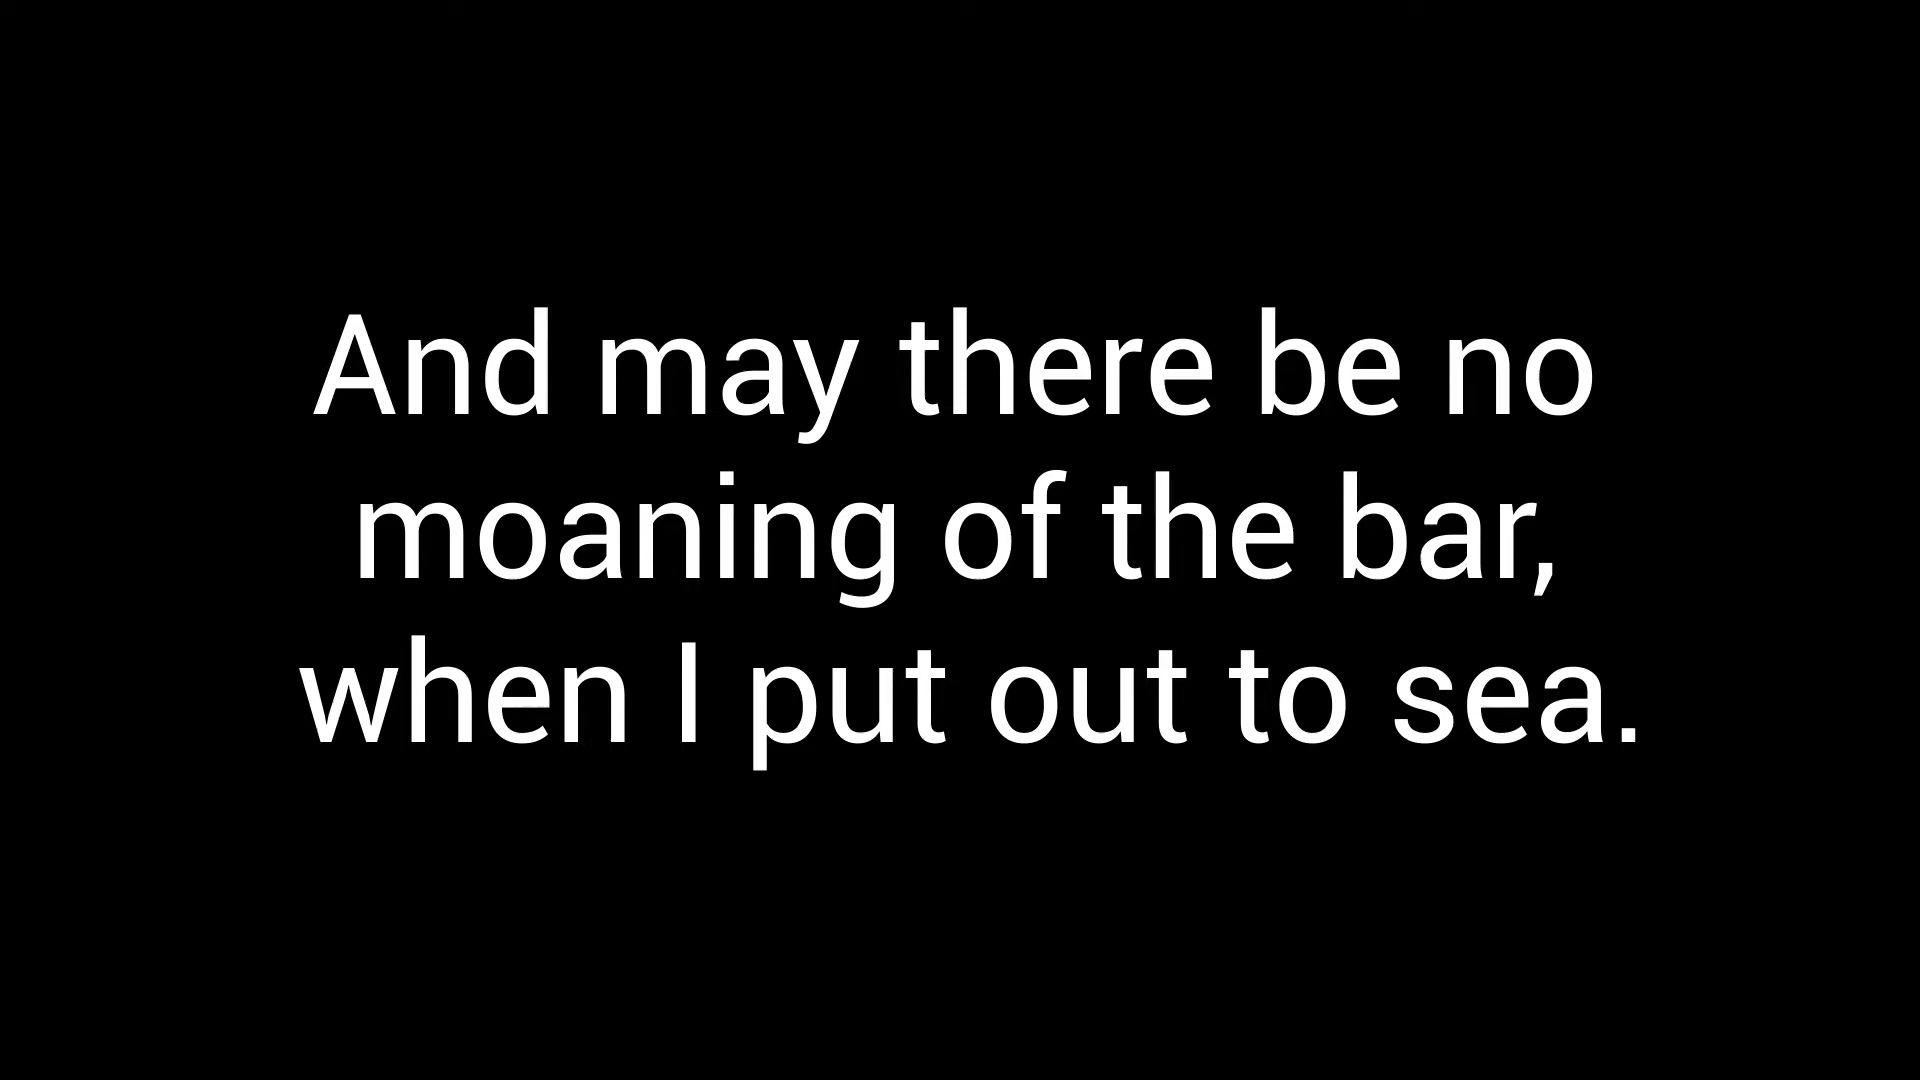 And may there be no
moaning of the bar,
when I put out to sea.